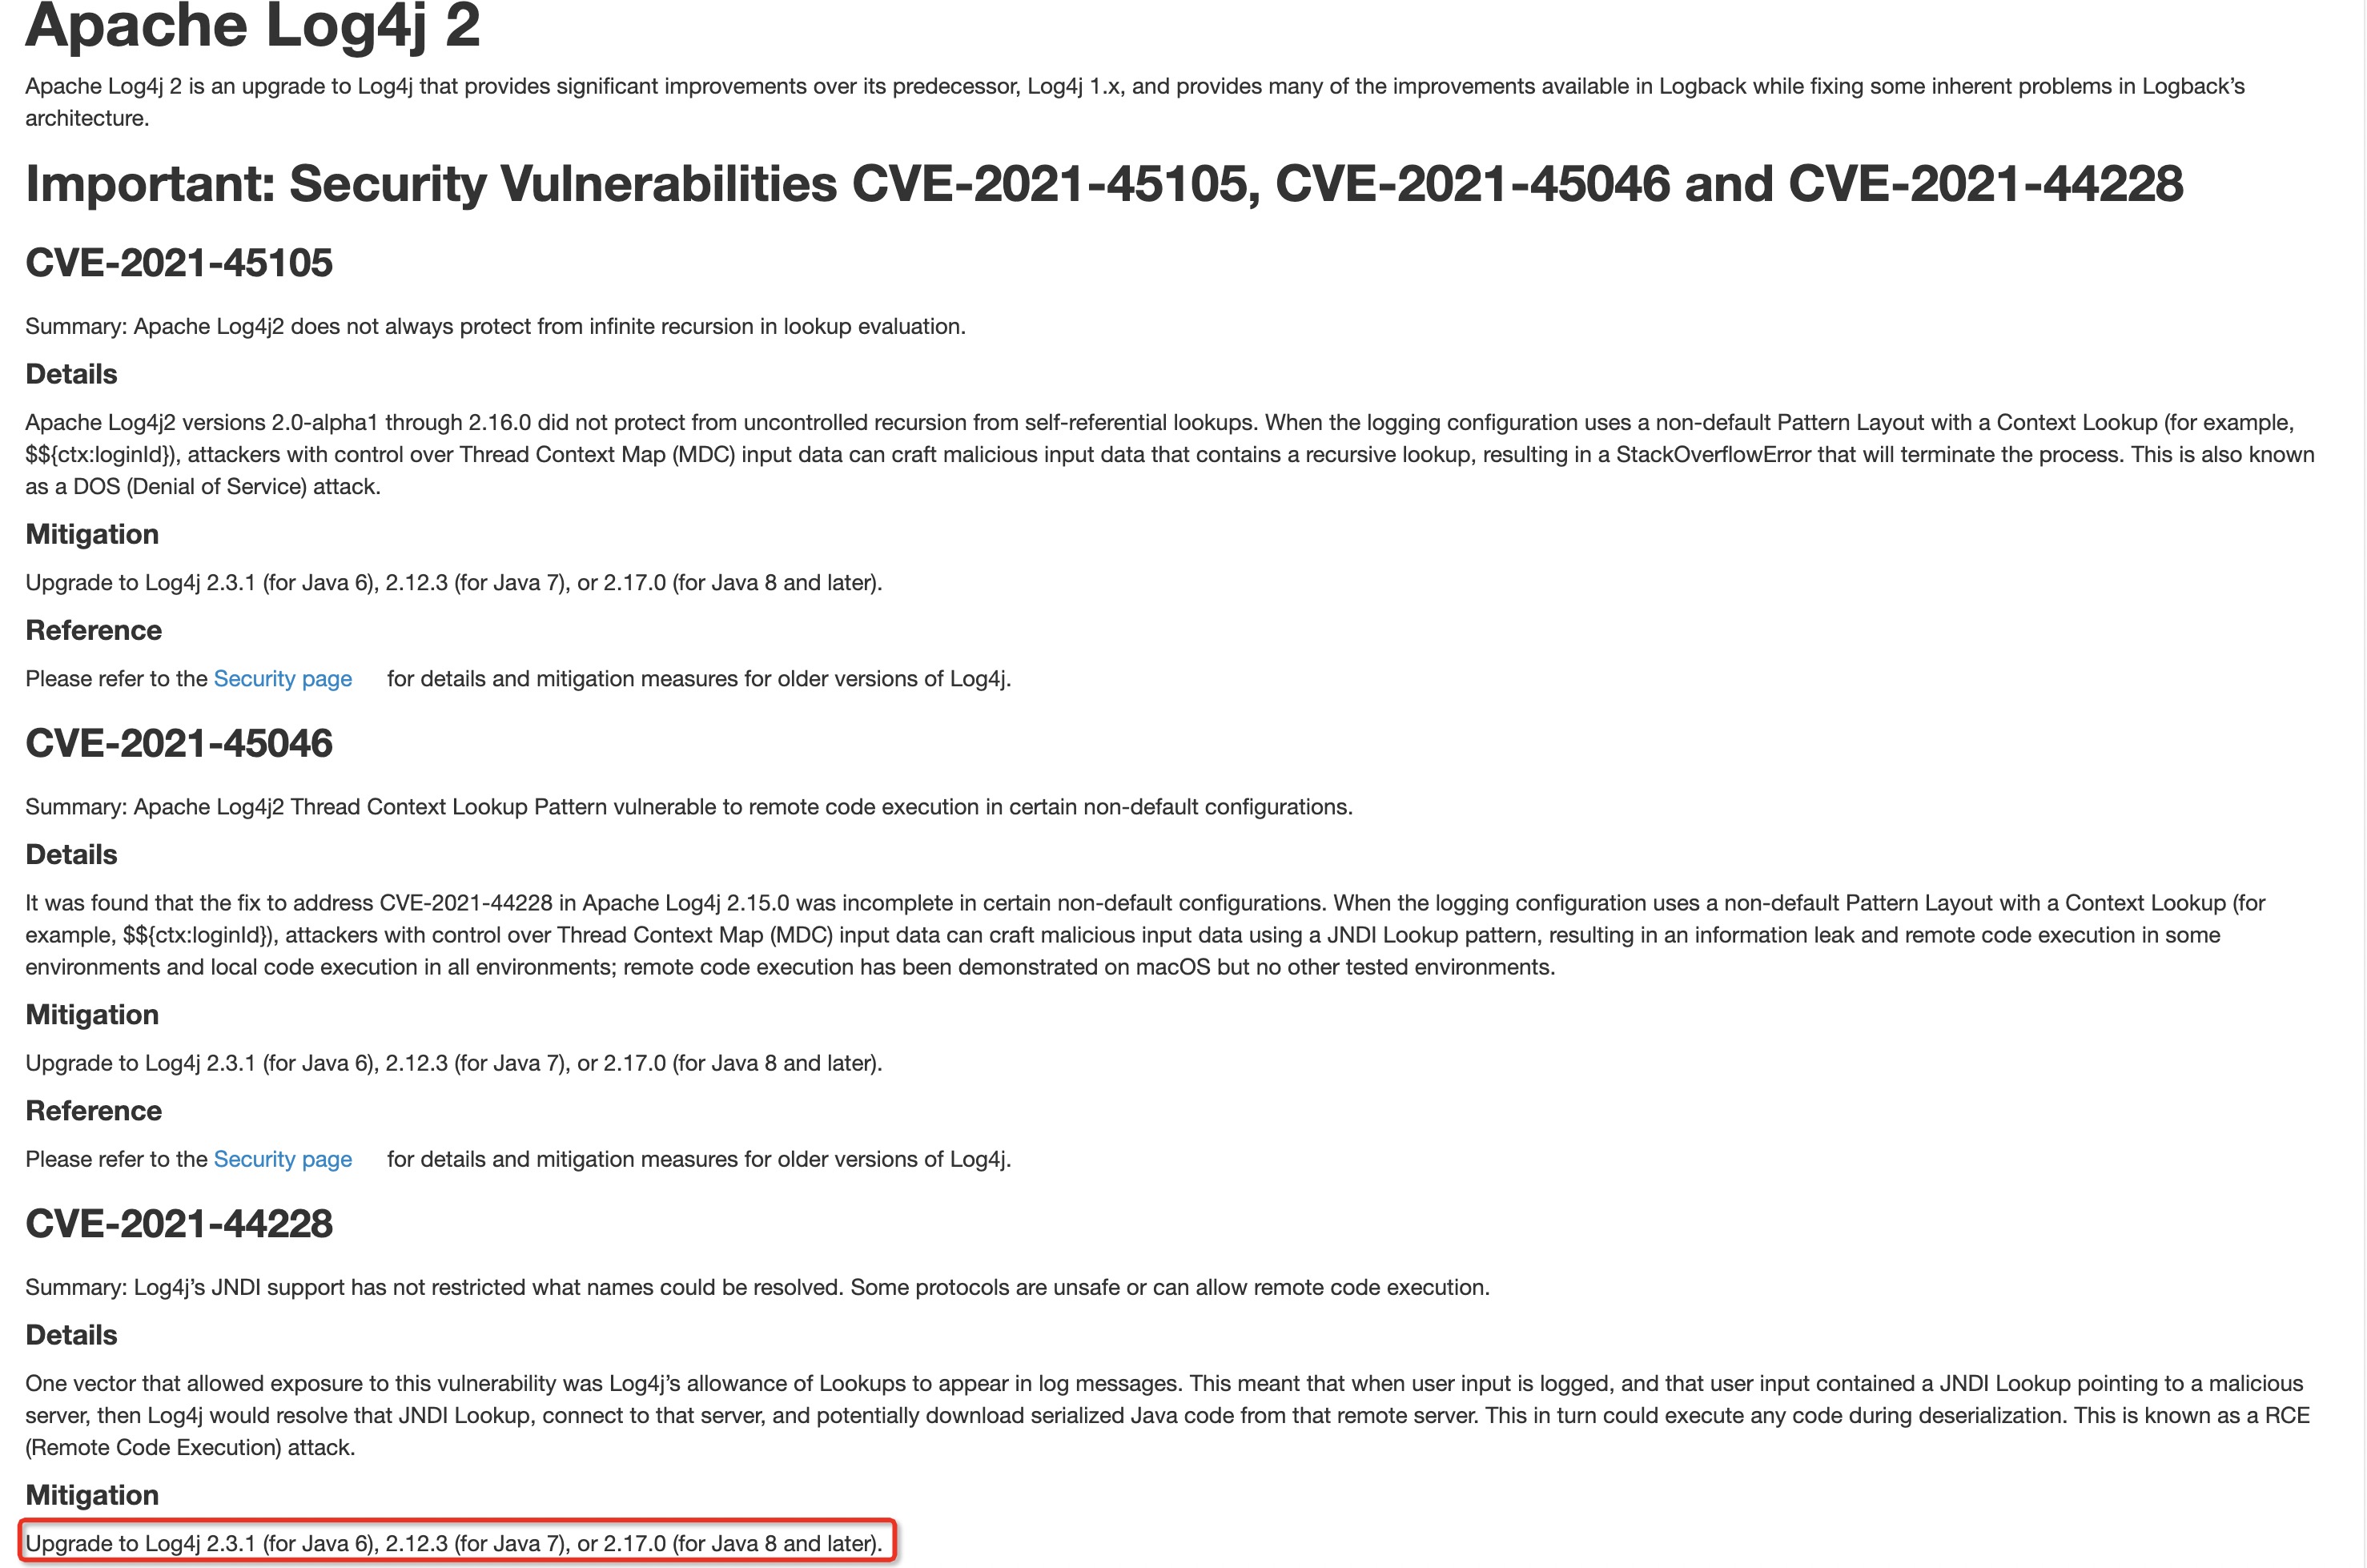 Apache Log4j 2
Apache Log4j 2 is an upgrade to Log4j that provides significant improvements over its predecessor, Log4j 1.x, and provides many of the improvements available in Logback while fixing some inherent problems in Logback’s
architecture.
Important: Security Vulnerabilities CVE-2021-45105, CVE-2021-45046 and CVE-2021-44228
CVE-2021-45105
Summary: Apache Log4j2 does not always protect from infinite recursion in lookup evaluation.
Details
Apache Log4j2 versions 2.0-alpha1 through 2.16.0 did not protect from uncontrolled recursion from self-referential lookups. When the logging configuration uses a non-default Pattern Layout with a Context Lookup (for example,
$${ctx:loginId}), attackers with control over Thread Context Map (MDC) input data can craft malicious input data that contains a recursive lookup, resulting in a StackOverflowError that will terminate the process. This is also known
as a DOS (Denial of Service) attack.
Mitigation
Upgrade to Log4j 2.3.1 (for Java 6), 2.12.3 (for Java 7), or 2.17.0 (for Java 8 and later).
Reference
Please refer to the Security page for details and mitigation measures for older versions of Log4j.
CVE-2021-45046
Summary: Apache Log4j2 Thread Context Lookup Pattern vulnerable to remote code execution in certain non-default configurations.
Details
It was found that the fix to address CVE-2021-44228 in Apache Log4j 2.15.0 was incomplete in certain non-default configurations. When the logging configuration uses a non-default Pattern Layout with a Context Lookup (for
example, $${ctx:loginId}), attackers with control over Thread Context Map (MDC) input data can craft malicious input data using a JNDI Lookup pattern, resulting in an information leak and remote code execution in some
environments and local code execution in all environments; remote code execution has been demonstrated on macOS but no other tested environments.
Mitigation
Upgrade to Log4j 2.3.1 (for Java 6), 2.12.3 (for Java 7), or 2.17.0 (for Java 8 and later).
Reference
Please refer to the Security page for details and mitigation measures for older versions of Log4j.
CVE-2021-44228
Summary: Log4j’s JNDI support has not restricted what names could be resolved. Some protocols are unsafe or can allow remote code execution.
Details
One vector that allowed exposure to this vulnerability was Log4j’s allowance of Lookups to appear in log messages. This meant that when user input is logged, and that user input contained a JNDI Lookup pointing to a malicious
server, then Log4j would resolve that JNDI Lookup, connect to that server, and potentially download serialized Java code from that remote server. This in turn could execute any code during deserialization. This is known as a RCE
(Remote Code Execution) attack.
Mitigation
Upgrade to Log4j 2.3.1 (for Java 6), 2.12.3 (for Java 7), or 2.17.0 (for Java 8 and later).